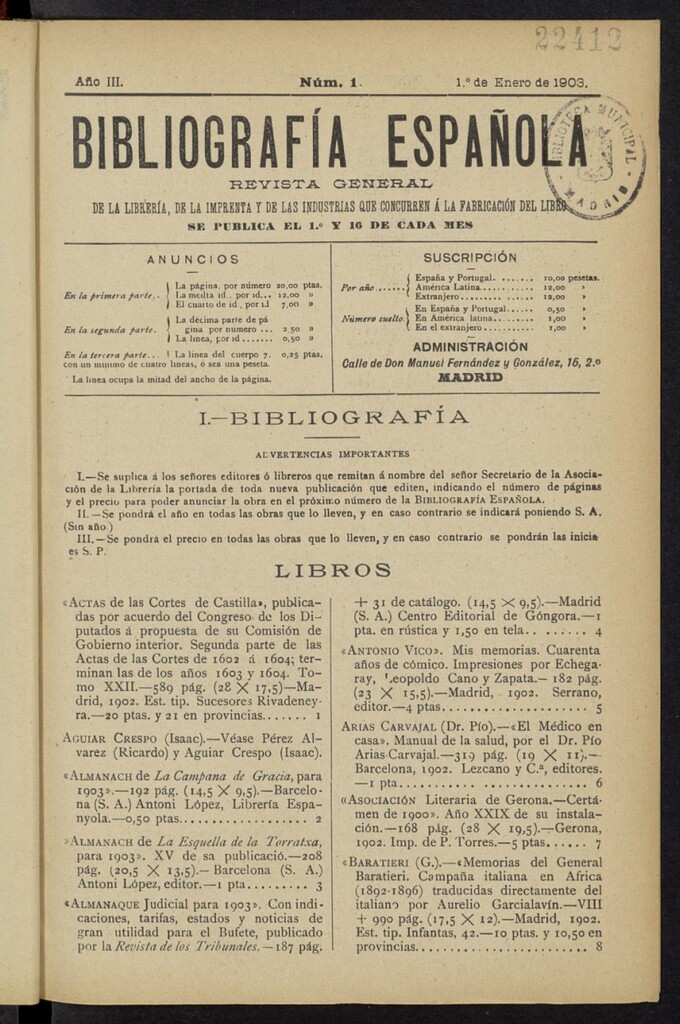 22412
Año III.
Núm. 1.
1.º de Enero de 1903.
BIBLIOGRAFÍA ESPAÑOLA
BIBLIOTECA MUNICIPAL
MADRID
REVISTA GENERAL
DE LA LIBRERÍA, DE LA IMPRENTA Y DE LAS INDUSTRIAS QUE CONCURREN Á LA FABRICACIÓN DEL LIBRO
SE PUBLICA EL 1.º Y 16 DE CADA MES
ANUNCIOS
En la primera parte..
La página, por número 20,00 ptas.
La media id., por id... 12,00 »
El cuarto de id, por id 7,00 »
En la segunda parte.
La décima parte de pá
gina por numero ... 2,50 »
La línea, por id...... 0,50 »
En la tercera parte... La línea del cuerpo 7. 0,25 ptas.
con un mínimo de cuatro líneas, ó sea una peseta.
La línea ocupa la mitad del ancho de la página.
SUSCRIPCIÓN
Por año......
España y Portugal....... 10,00 pesetas.
América Latina........... 12,00 »
Extranjero............... 12,00 »
Número suelto.
En España y Portugal.... 0,50 »
En América latina....... 1,00 »
En el extranjero.......... 1,00 »
ADMINISTRACIÓN
Calle de Don Manuel Fernández y González, 15, 2.º
MADRID
I.—BIBLIOGRAFÍA
ADVERTENCIAS IMPORTANTES
I.—Se suplica á los señores editores ó libreros que remitan á nombre del señor Secretario de la Asocia-
ción de la Librería la portada de toda nueva publicación que editen, indicando el número de páginas
y el precio para poder anunciar la obra en el próximo número de la BIBLIOGRAFÍA ESPAÑOLA.
II.—Se pondrá el año en todas las obras que lo lleven, y en caso contrario se indicará poniendo S. A.
(Sin año.)
III.—Se pondrá el precio en todas las obras que lo lleven, y en caso contrario se pondrán las inicia
es S. P.
LIBROS
«ACTAS de las Cortes de Castilla», publica-
das por acuerdo del Congreso de los Di-
putados á propuesta de su Comisión de
Gobierno interior. Segunda parte de las
Actas de las Cortes de 1602 á 1604; ter-
minan las de los años 1603 y 1604. To-
mo XXII.—589 pág. (28 × 17,5)—Ma-
drid, 1902. Est. tip. Sucesores Rivadeney-
ra.—20 ptas. y 21 en provincias....... 1
AGUIAR CRESPO (Isaac).—Véase Pérez Al-
varez (Ricardo) y Aguiar Crespo (Isaac).
«ALMANACH de La Campana de Gracia, para
1903».—192 pág. (14,5 × 9,5).—Barcelo-
na (S. A.) Antoni López, Librería Espa-
nyola.—0,50 ptas.................. 2
»ALMANACH de La Esquella de la Torratxa,
para 1903». XV de sa publicació.—208
pág. (20,5 × 13,5).—Barcelona (S. A.)
Antoni López, editor.—1 pta......... 3
«ALMANAQUE Judicial para 1903». Con indi-
caciones, tarifas, estados y noticias de
gran utilidad para el Bufete, publicado
por la Revista de los Tribunales.—187 pág.
+ 31 de catálogo. (14,5 × 9,5).—Madrid
(S. A.) Centro Editorial de Góngora.—1
pta. en rústica y 1,50 en tela.. ....... 4
«ANTONIO VICO». Mis memorias. Cuarenta
años de cómico. Impresiones por Echega-
ray, Leopoldo Cano y Zapata.—182 pág.
(23 × 15,5).—Madrid, 1902. Serrano,
editor.—4 ptas.................... 5
ARIAS CARVAJAL (Dr. Pío).—«El Médico en
casa». Manual de la salud, por el Dr. Pío
Arias Carvajal.—319 pág. (19 × 11).—
Barcelona, 1902. Lezcano y C.ª, editores.
—1 pta........................... 6
«ASOCIACIÓN Literaria de Gerona.—Certá-
men de 1900». Año XXIX de su instala-
ción.—168 pág. (28 × 19,5).—Gerona,
1902. Imp. de P. Torres.—5 ptas...... 7
«BARATIERI (G.).—«Memorias del General
Baratieri. Campaña italiana en Africa
(1892-1896) traducidas directamente del
italiano por Aurelio Garcialavín.—VIII
+ 990 pág. (17,5 × 12).—Madrid, 1902.
Est. tip. Infantas, 42.—10 ptas. y 10,50 en
provincias........................ 8